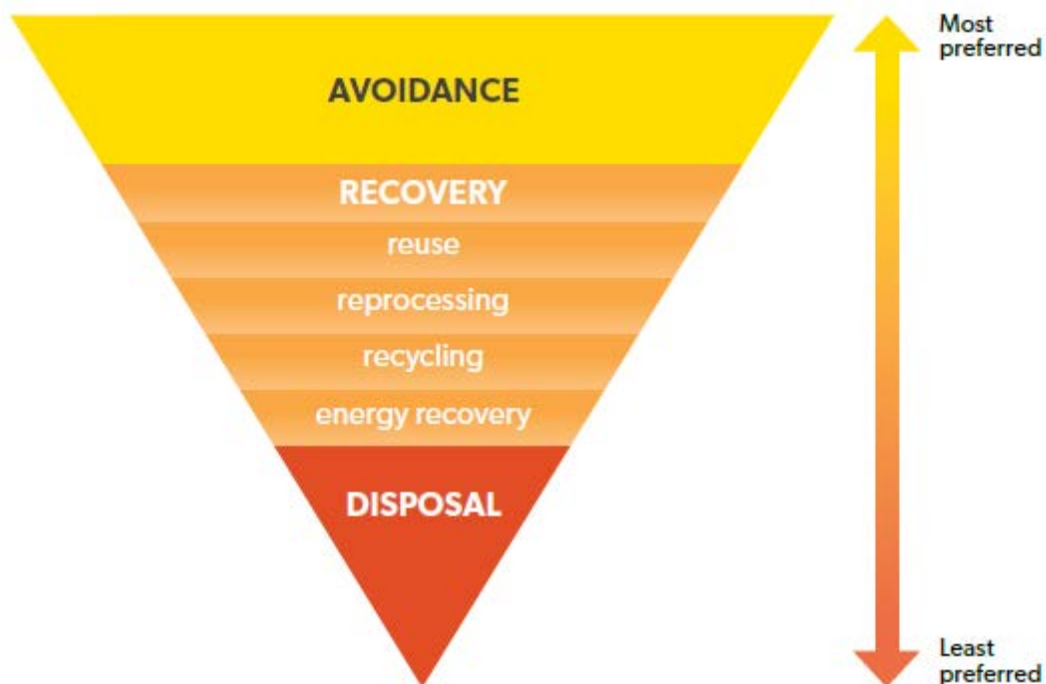 AVOIDANCE
RECOVERY
reuse
reprocessing
recycling
energy recovery
DISPOSAL
Most
preferred
Least
preferred